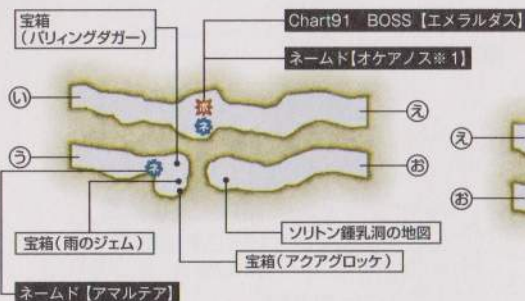 宝箱
(パリィングダガー)
Chart91 BOSS【エメラルダス】
ネームド【オケアノス※1】
ボ
ネ
い
え
う
ネ
お
え
お
宝箱(雨のジェム)
ソリトン鍾乳洞の地図
宝箱(アクアグロッケ)
ネームド【アマルテア】